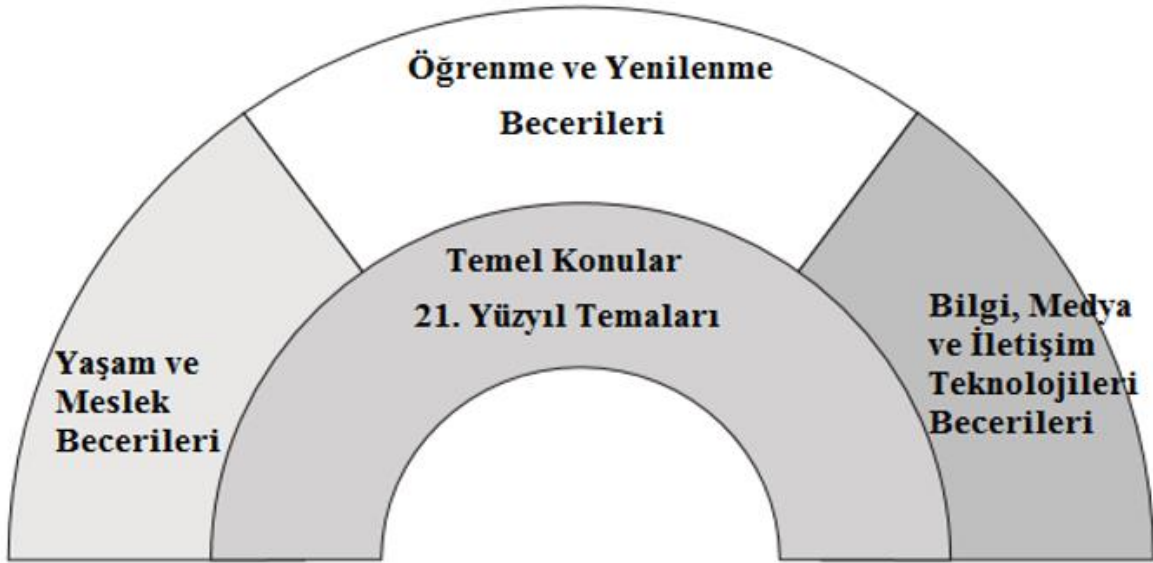 Öğrenme ve Yenilenme
Becerileri
Temel Konular
21. Yüzyıl Temaları
Yaşam ve
Meslek
Becerileri
Bilgi, Medya
ve İletişim
Teknolojileri
Becerileri